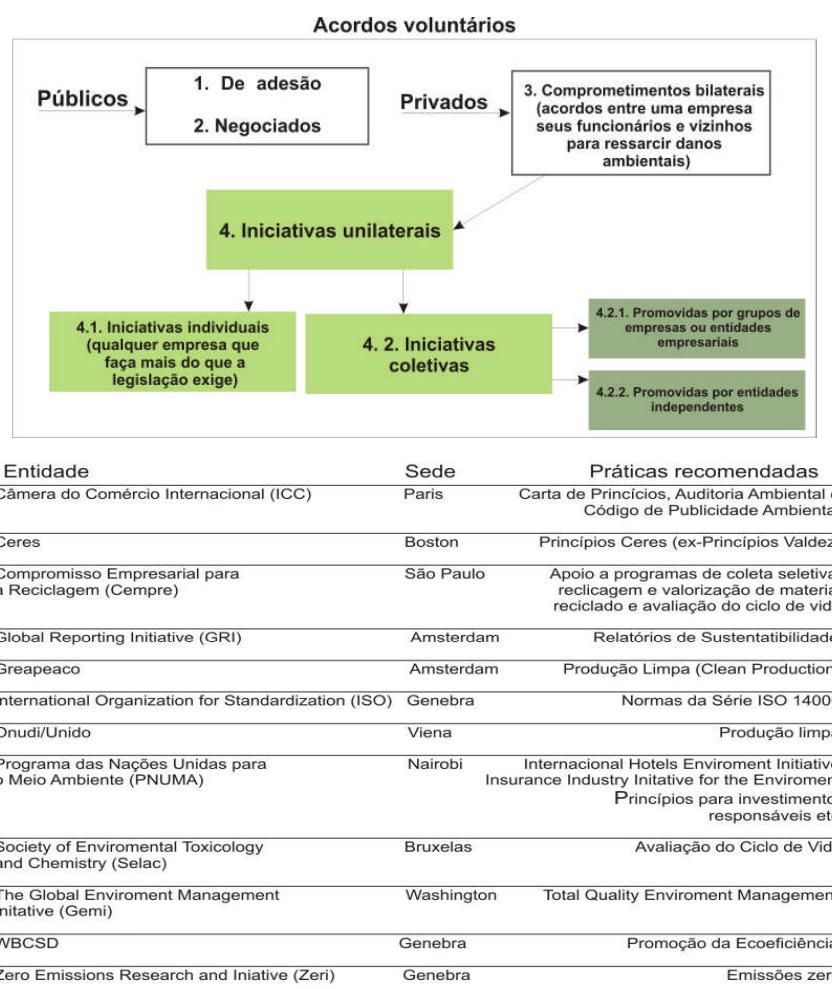 Acordos voluntários
Públicos
1. De adesão
2. Negociados
Privados
3. Comprometimentos bilaterais
(acordos entre uma empresa
seus funcionários e vizinhos
para ressarcir danos
ambientais)
4. Iniciativas unilaterais
4.1. Iniciativas individuais
(qualquer empresa que
faça mais do que a
legislação exige)
4. 2. Iniciativas
coletivas
4.2.1. Promovidas por grupos de
empresas ou entidades
empresariais
4.2.2. Promovidas por entidades
independentes
Entidade Sede Práticas recomendadas
Câmera do Comércio Internacional (ICC) Paris Carta de Princícios, Auditoria Ambiental e
Código de Publicidade Ambienta
Ceres Boston Princípios Ceres (ex-Princípios Valdez
Compromisso Empresarial para São Paulo Apoio a programas de coleta seletiva
a Reciclagem (Cempre) reclicagem e valorização de materia
reciclado e avaliação do ciclo de vid
Global Reporting Initiative (GRI) Amsterdam Relatórios de Sustentatibilidade
Greapeaco Amsterdam Produção Limpa (Clean Production
nternational Organization for Standardization (ISO) Genebra Normas da Série ISO 1400
Onudi/Unido Viena Produção limpa
Programa das Nações Unidas para Nairobi Internacional Hotels Enviroment Initiative
o Meio Ambiente (PNUMA) Insurance Industry Initative for the Enviromen
Princípios para investimento
responsáveis et
Society of Enviromental Toxicology Bruxelas Avaliação do Ciclo de Vid
and Chemistry (Selac)
The Global Enviroment Management Washington Total Quality Enviroment Managemen
nitative (Gemi)
WBCSD Genebra Promoção da Ecoeficiência
Zero Emissions Research and Iniative (Zeri) Genebra Emissões zer